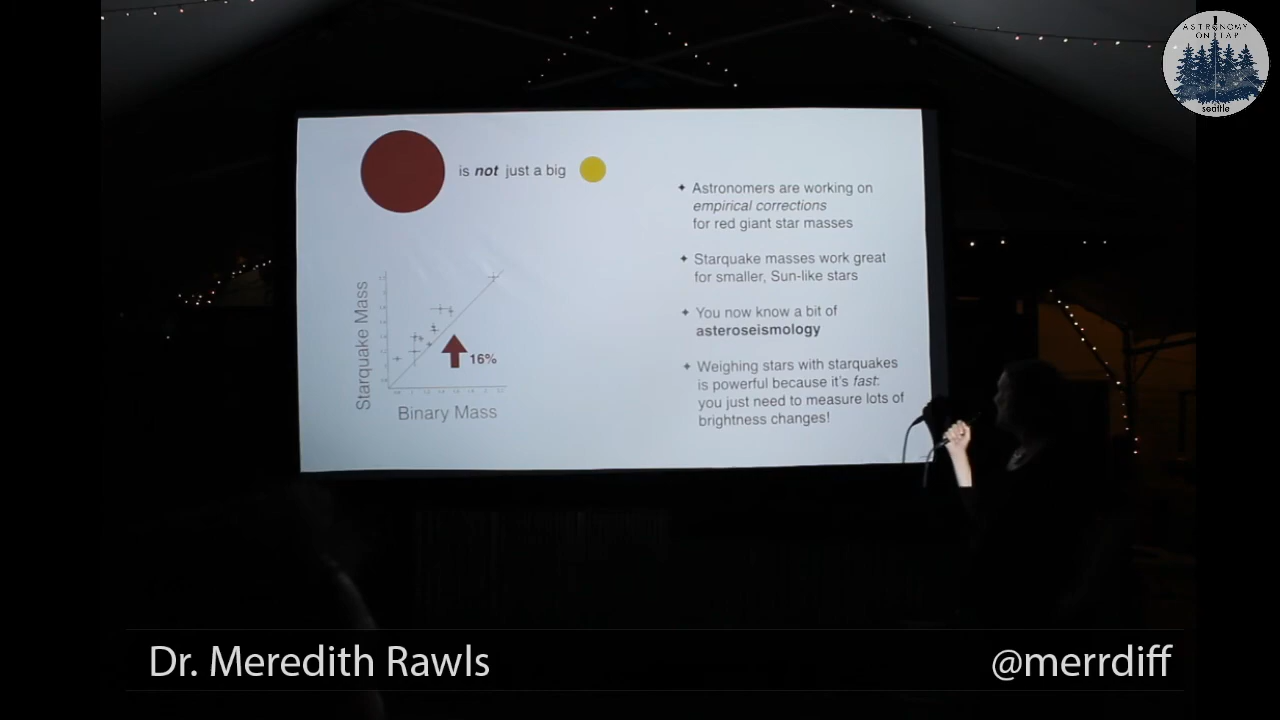 ASTRONOMY
ON TAP
seattle
is not just a big
Starquake Mass
16%
Binary Mass
✦ Astronomers are working on
empirical corrections
for red giant star masses
✦ Starquake masses work great
for smaller, Sun-like stars
✦ You now know a bit of
asteroseismology
✦ Weighing stars with starquakes
is powerful because it's fast:
you just need to measure lots of
brightness changes!
Dr. Meredith Rawls
@merrdiff